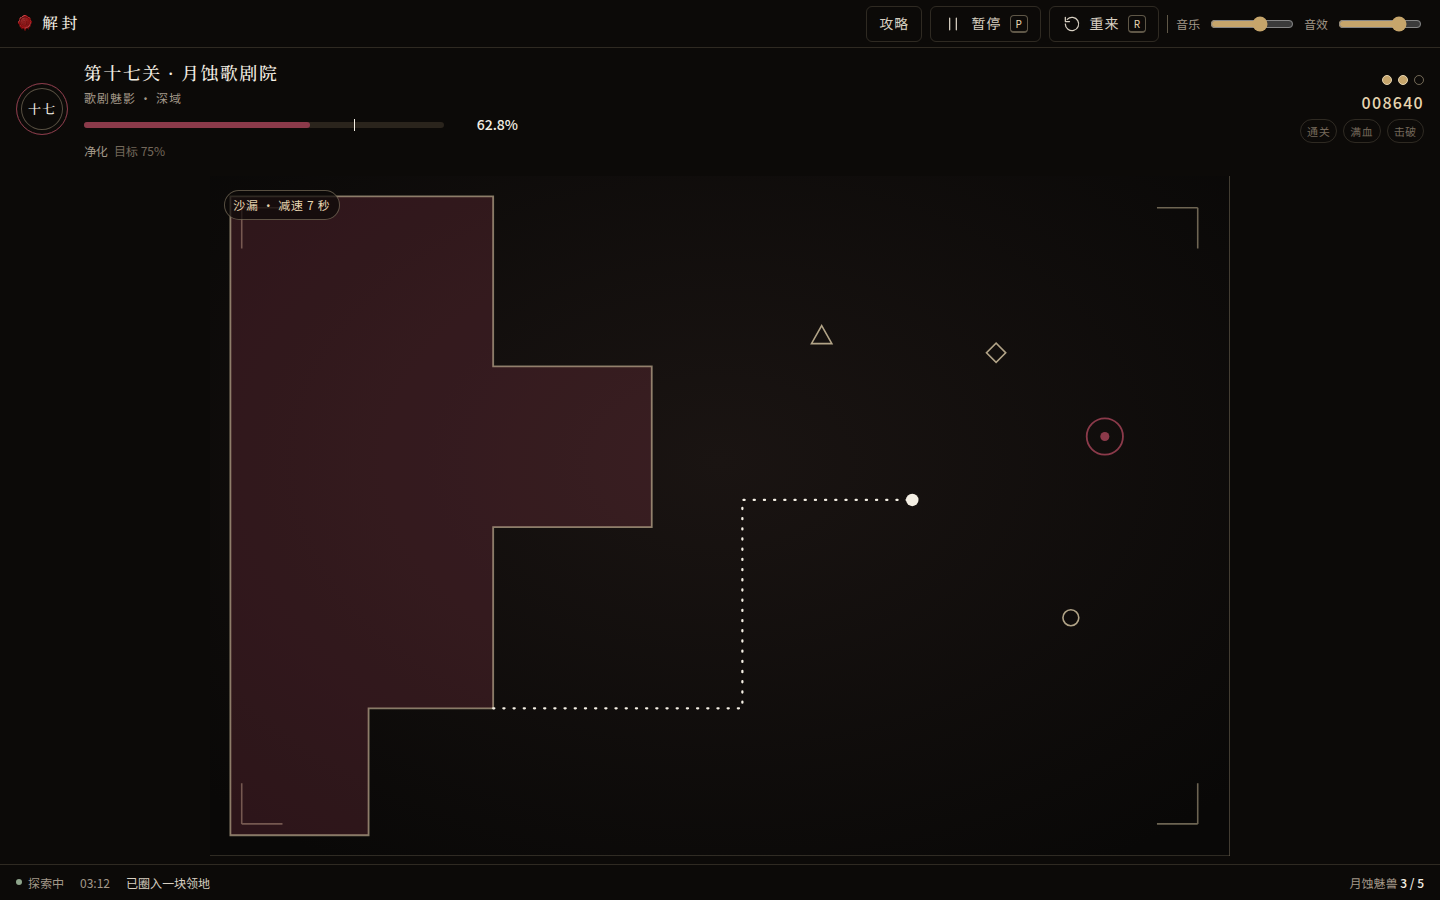 解封
攻略
暂停 P
重来 R
音乐
音效
十七
第十七关 · 月蚀歌剧院
歌剧魅影 · 深域
62.8%
净化 目标 75%
008640
通关 满血 击破
沙漏 · 减速 7 秒
探索中 03:12 已圈入一块领地
月蚀魅兽 3 / 5